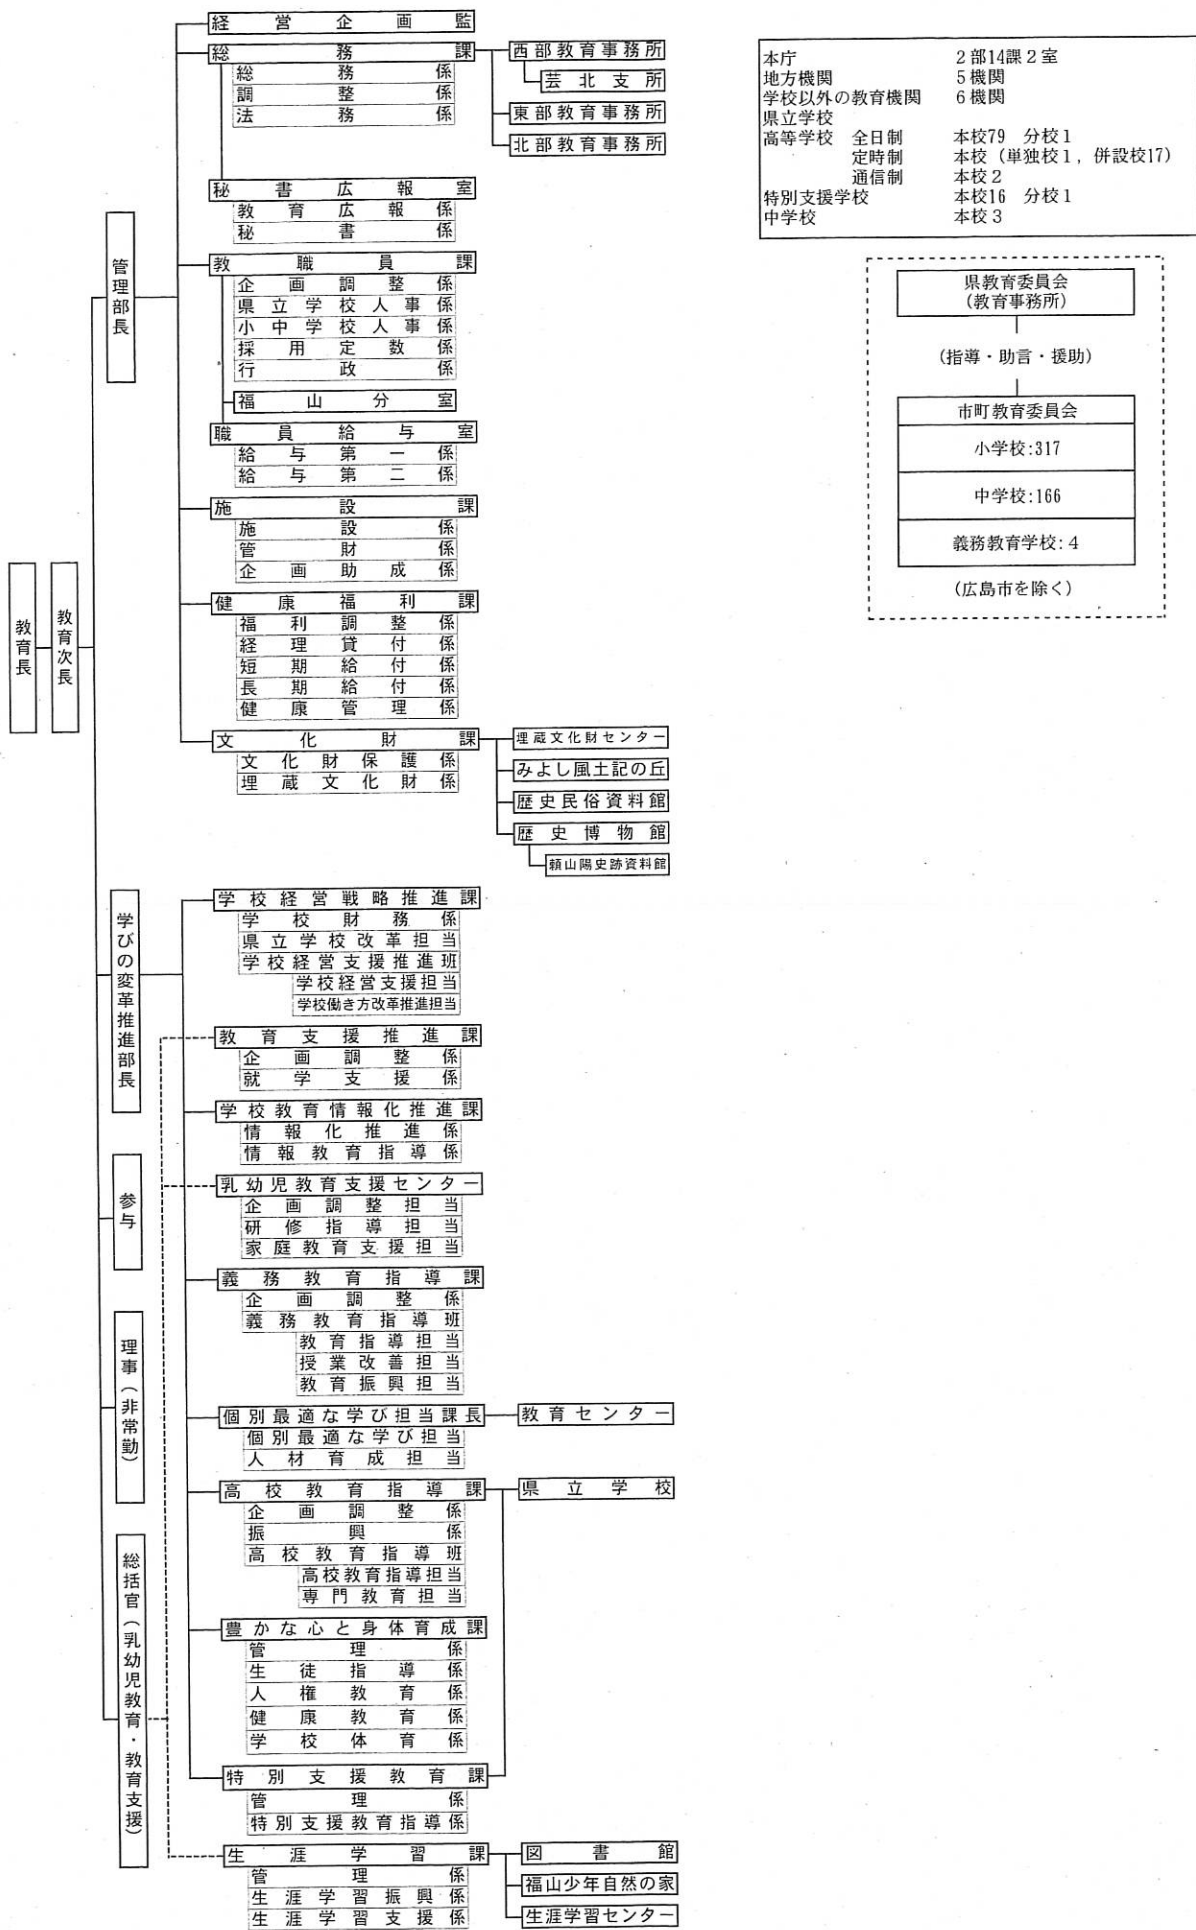 教育長
教育次長
管理部長
経営企画監
総務課
総務係
調整係
法務係
西部教育事務所
芸北支所
東部教育事務所
北部教育事務所
秘書広報室
教育広報係
秘書係
教職員課
企画調整係
県立学校人事係
小中学校人事係
採用定数係
行政係
福山分室
職員給与室
給与第一係
給与第二係
施設課
施設係
管財係
企画助成係
健康福利課
福利調整係
経理貸付係
短期給付係
長期給付係
健康管理係
文化財課
文化財保護係
埋蔵文化財係
埋蔵文化財センター
みよし風土記の丘
歴史民俗資料館
歴史博物館
頼山陽史跡資料館
学びの変革推進部長
学校経営戦略推進課
学校財務係
県立学校改革担当
学校経営支援推進班
学校経営支援担当
学校働き方改革推進担当
教育支援推進課
企画調整係
就学支援係
学校教育情報化推進課
情報化推進係
情報教育指導係
参与
乳幼児教育支援センター
企画調整担当
研修指導担当
家庭教育支援担当
義務教育指導課
企画調整係
義務教育指導班
教育指導担当
授業改善担当
教育振興担当
理事(非常勤)
個別最適な学び担当課長
個別最適な学び担当
人材育成担当
教育センター
高校教育指導課
企画調整係
振興係
高校教育指導班
高校教育指導担当
専門教育担当
県立学校
総括官(乳幼児教育・教育支援)
豊かな心と身体育成課
管理係
生徒指導係
人権教育係
健康教育係
学校体育係
特別支援教育課
管理係
特別支援教育指導係
生涯学習課
管理係
生涯学習振興係
生涯学習支援係
図書館
福山少年自然の家
生涯学習センター
本庁 2部14課2室
地方機関 5機関
学校以外の教育機関 6機関
県立学校
高等学校 全日制 本校79 分校1
定時制 本校(単独校1，併設校17)
通信制 本校2
特別支援学校 本校16 分校1
中学校 本校3
県教育委員会
(教育事務所)
(指導・助言・援助)
市町教育委員会
小学校:317
中学校:166
義務教育学校:4
(広島市を除く)